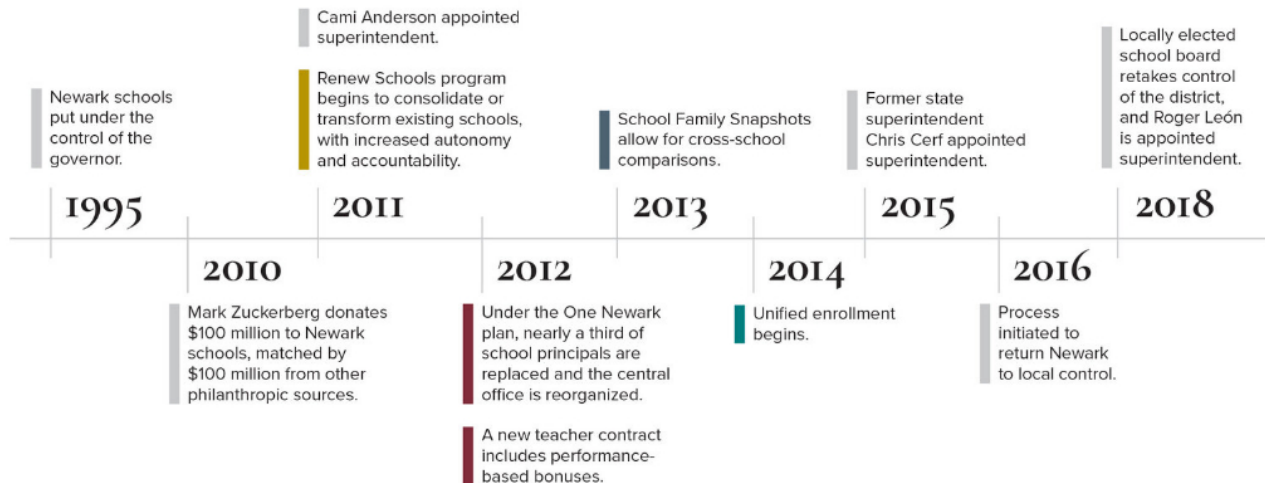 Cami Anderson appointed
superintendent.
Renew Schools program
begins to consolidate or
transform existing schools,
with increased autonomy
and accountability.
Newark schools
put under the
control of the
governor.
School Family Snapshots
allow for cross-school
comparisons.
Former state
superintendent
Chris Cerf appointed
superintendent.
Locally elected
school board
retakes control
of the district,
and Roger León
is appointed
superintendent.
1995
2011
2013
2015
2018
2010
2012
2014
2016
Mark Zuckerberg donates
$100 million to Newark
schools, matched by
$100 million from other
philanthropic sources.
Under the One Newark
plan, nearly a third of
school principals are
replaced and the central
office is reorganized.
A new teacher contract
includes performance-
based bonuses.
Unified enrollment
begins.
Process
initiated to
return Newark
to local control.